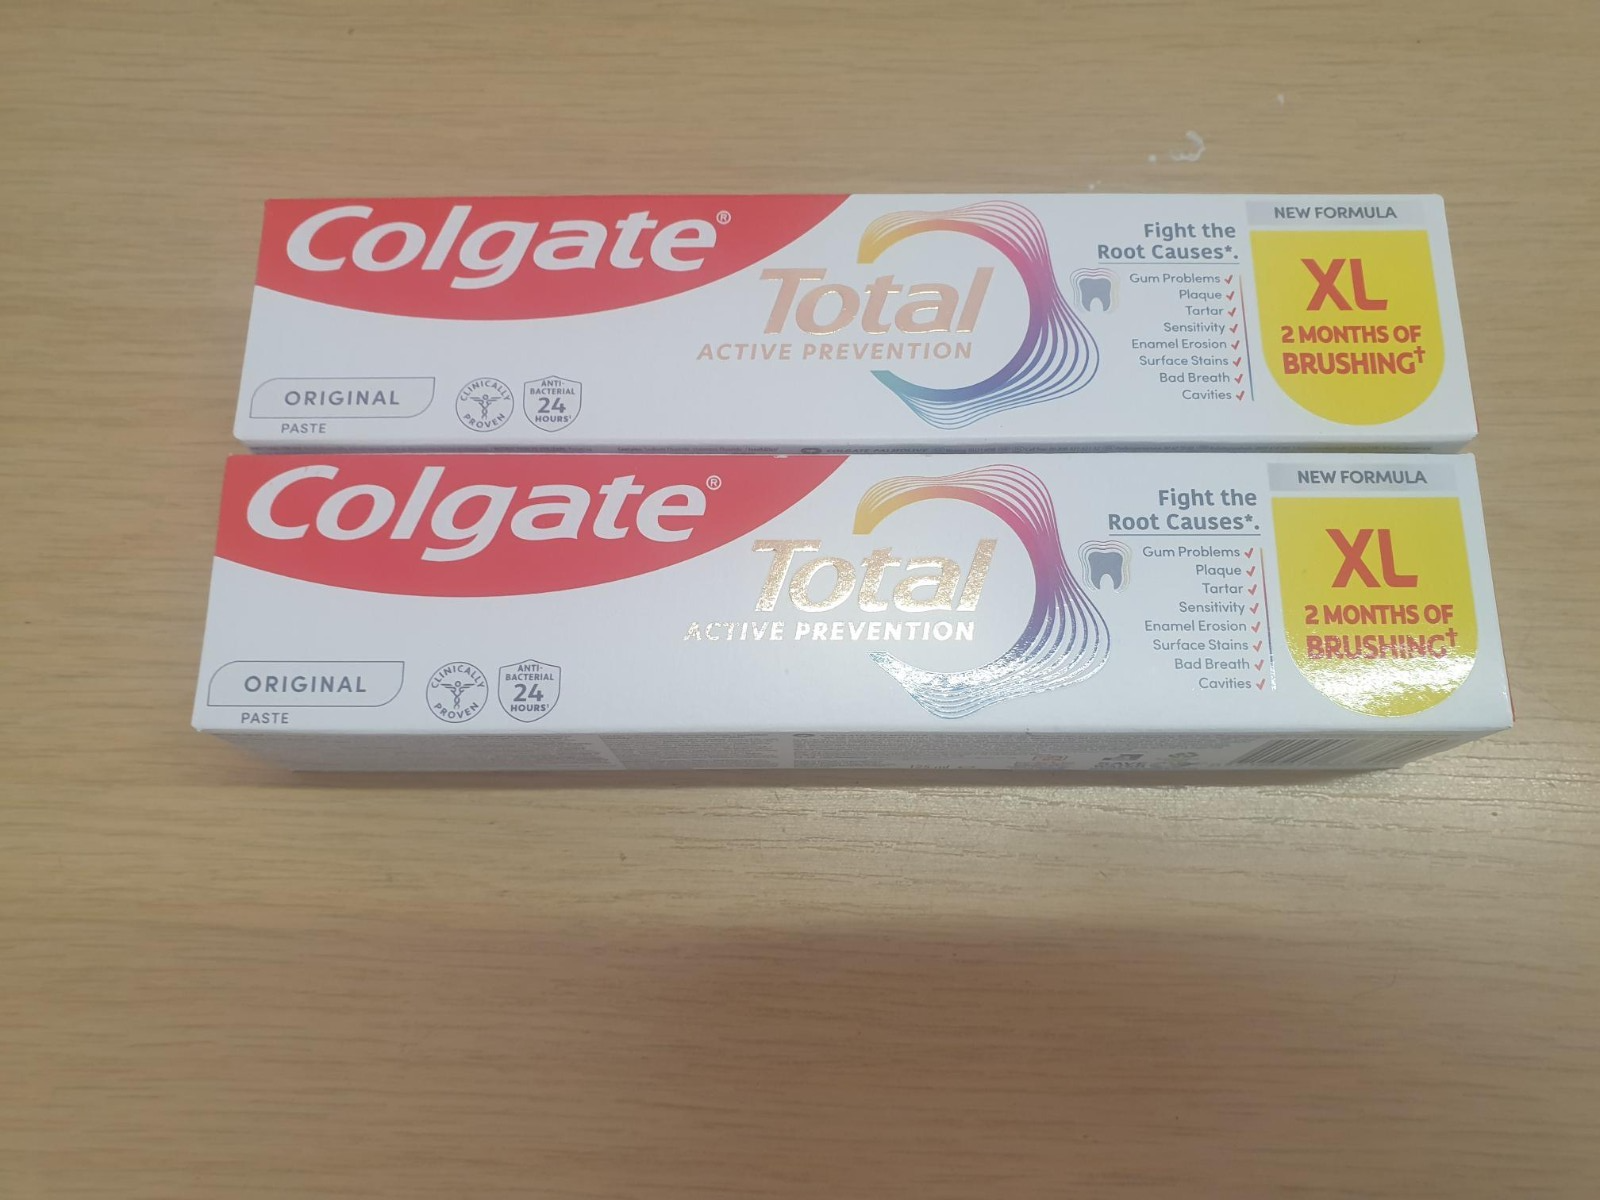 Colgate®
Total
ACTIVE PREVENTION
ORIGINAL
PASTE
CLINICALLY
PROVEN
ANTI-
BACTERIAL
24
HOURS
Fight the
Root Causes*.
Gum Problems ✓
Plaque ✓
Tartar ✓
Sensitivity ✓
Enamel Erosion ✓
Surface Stains ✓
Bad Breath ✓
Cavities ✓
NEW FORMULA
XL
2 MONTHS OF
BRUSHING†
Colgate®
Total
ACTIVE PREVENTION
ORIGINAL
PASTE
CLINICALLY
PROVEN
ANTI-
BACTERIAL
24
HOURS
Fight the
Root Causes*.
Gum Problems ✓
Plaque ✓
Tartar ✓
Sensitivity ✓
Enamel Erosion ✓
Surface Stains ✓
Bad Breath ✓
Cavities ✓
NEW FORMULA
XL
2 MONTHS OF
BRUSHING†